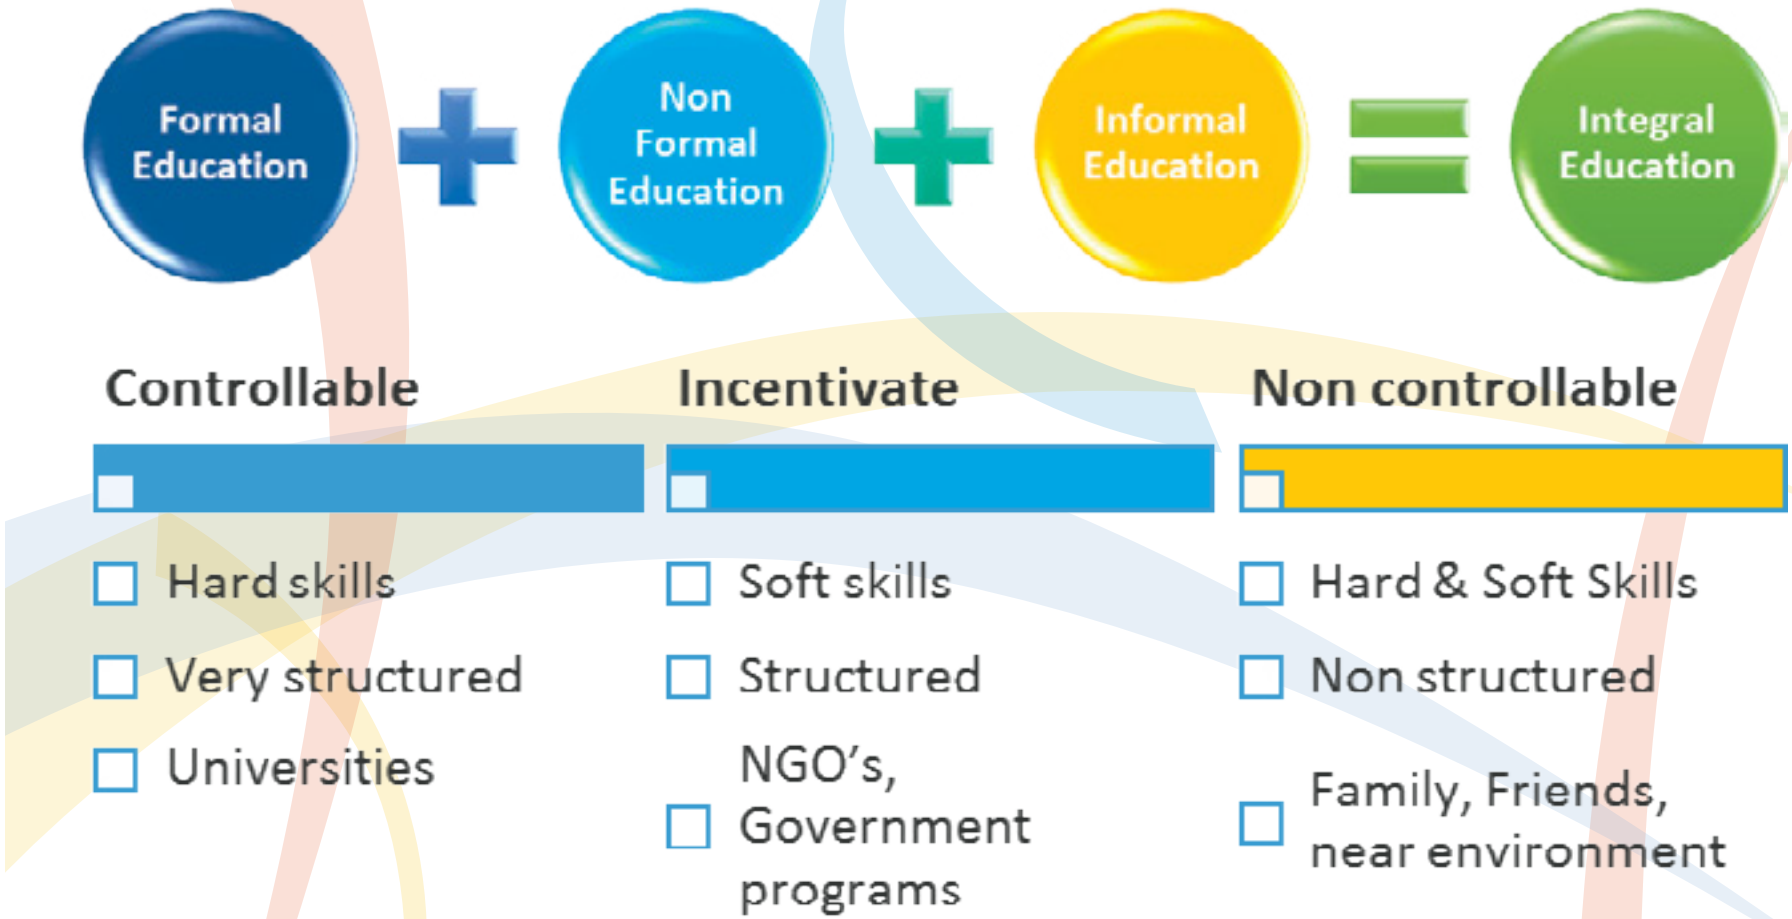 Formal
Education
Non
Formal
Education
Informal
Education
Integral
Education
Controllable
Hard skills
Very structured
Universities
Incentivate
Soft skills
Structured
NGO’s,
Government
programs
Non controllable
Hard & Soft Skills
Non structured
Family, Friends,
near environment